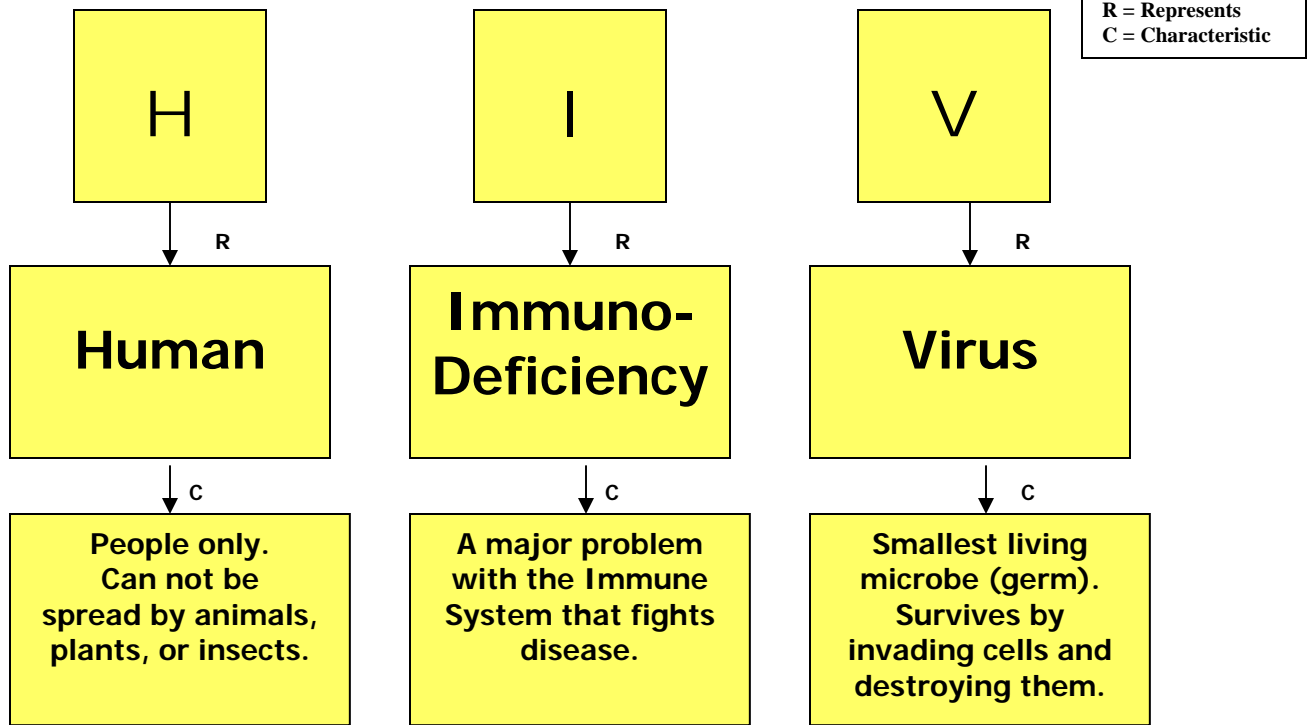 R = Represents
C = Characteristic
H
I
V
R
R
R
Human
Immuno-
Deficiency
Virus
C
C
C
People only.
Can not be
spread by animals,
plants, or insects.
A major problem
with the Immune
System that fights
disease.
Smallest living
microbe (germ).
Survives by
invading cells and
destroying them.